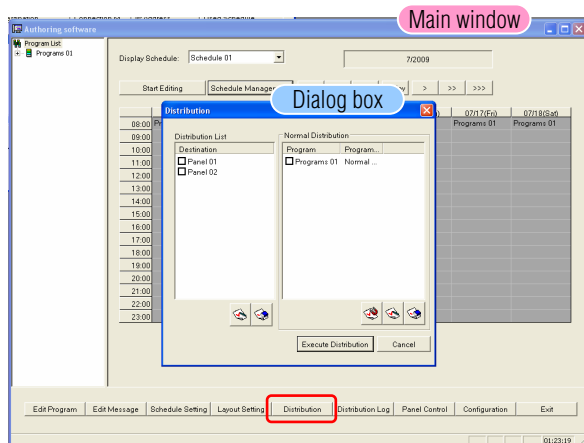 Main window
Authoring software
Program List
Programs 01
Display Schedule: Schedule 01
7/2009
Start Editing Schedule Manage > >> >>>
Dialog box
Distribution
07/17(Fri) 07/18(Sat)
Programs 01 Programs 01
Distribution List
Normal Distribution
Destination
Program Program...
Panel 01
Programs 01 Normal ...
Panel 02
08:00
09:00
10:00
11:00
12:00
13:00
14:00
15:00
16:00
17:00
18:00
19:00
20:00
21:00
22:00
23:00
Execute Distribution Cancel
Edit Program Edit Message Schedule Setting Layout Setting Distribution Distribution Log Panel Control Configuration Exit
01:23:19